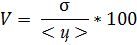 V = σ / < ц > * 100